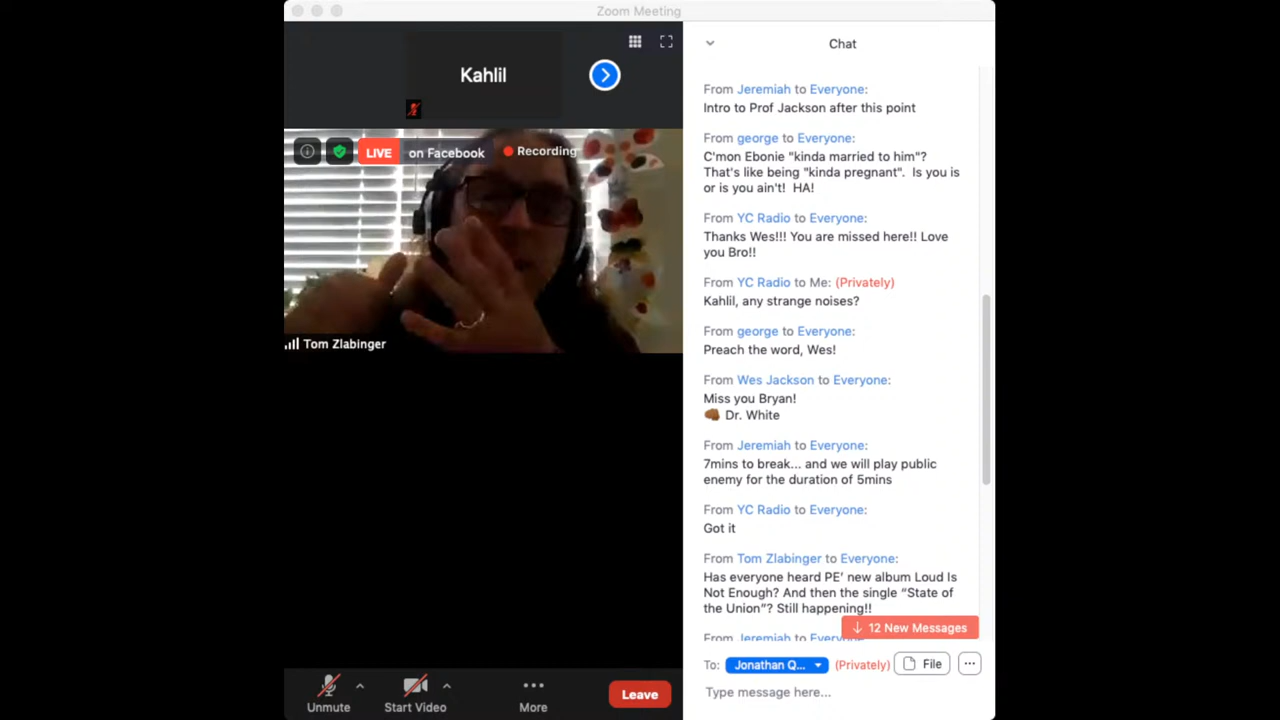 Zoom Meeting
Kahlil
LIVE on Facebook Recording
Tom Zlabinger
Unmute
Start Video
More
Leave
Chat
From Jeremiah to Everyone:
Intro to Prof Jackson after this point
From george to Everyone:
C'mon Ebonie "kinda married to him"?
That's like being "kinda pregnant". Is you is
or is you ain't! HA!
From YC Radio to Everyone:
Thanks Wes!!! You are missed here!! Love
you Bro!!
From YC Radio to Me: (Privately)
Kahlil, any strange noises?
From george to Everyone:
Preach the word, Wes!
From Wes Jackson to Everyone:
Miss you Bryan!
👊🏾 Dr. White
From Jeremiah to Everyone:
7mins to break... and we will play public
enemy for the duration of 5mins
From YC Radio to Everyone:
Got it
From Tom Zlabinger to Everyone:
Has everyone heard PE’ new album Loud Is
Not Enough? And then the single “State of
the Union”? Still happening!!
12 New Messages
From Jeremiah to Everyone:
To: Jonathan Q... (Privately) File
Type message here...